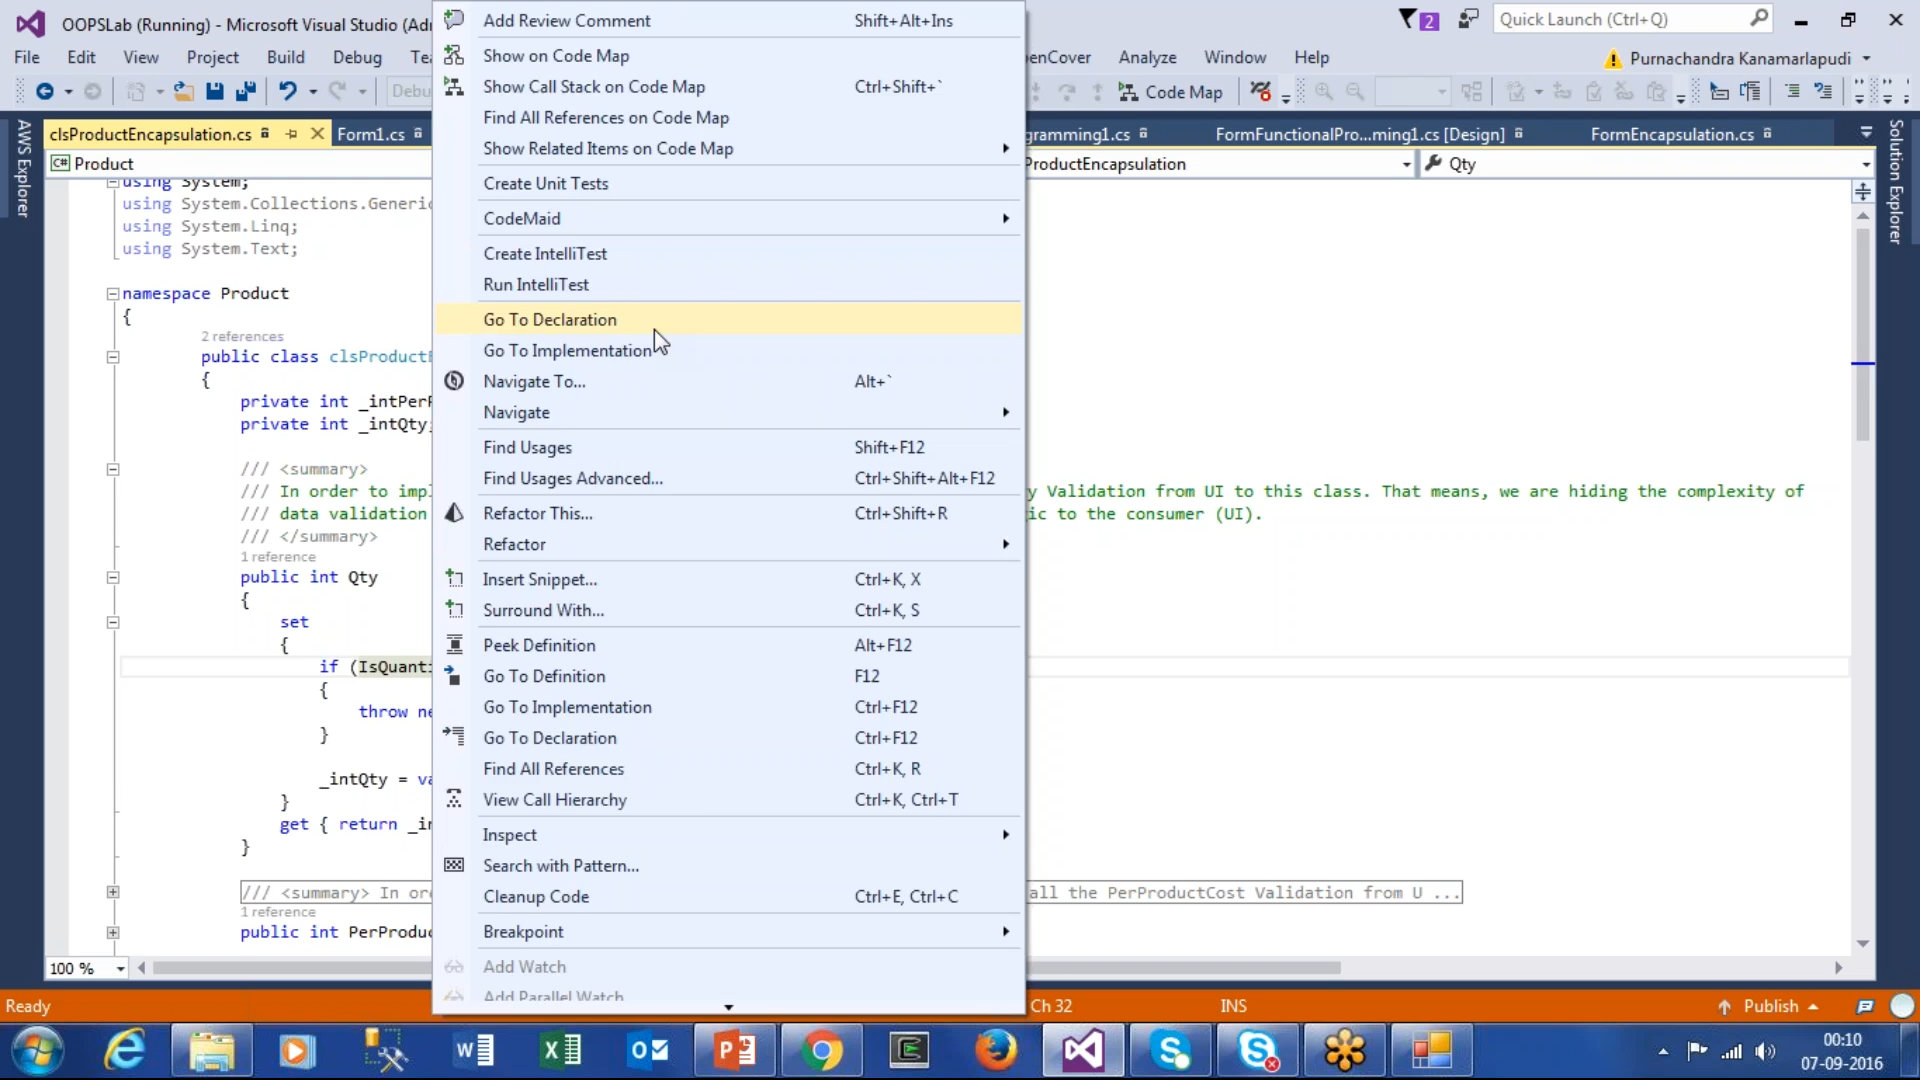 OOPSLab (Running) - Microsoft Visual Studio (Ad
2
Quick Launch (Ctrl+Q)
File Edit View Project Build Debug Analyze Window Help
Purnachandra Kanamarlapudi
Code Map
AWS Explorer
clsProductEncapsulation.cs Form1.cs
FormFunctionalPro...ming1.cs [Design] FormEncapsulation.cs
Solution Explorer
C# Product
ProductEncapsulation
Qty
using System;
using System.Collections.Generic
using System.Linq;
using System.Text;
namespace Product
{
2 references
public class clsProductE
{
private int _intPerP
private int _intQty;
/// <summary>
/// In order to impl
y Validation from UI to this class. That means, we are hiding the complexity of
/// data validation
ic to the consumer (UI).
/// </summary>
1 reference
public int Qty
{
set
{
if (IsQuanti
{
throw ne
}
_intQty = va
}
get { return _in
}
/// <summary> In or
all the PerProductCost Validation from U ...
1 reference
public int PerProduc
100 %
Add Review Comment Shift+Alt+Ins
Show on Code Map
Show Call Stack on Code Map Ctrl+Shift+`
Find All References on Code Map
Show Related Items on Code Map
Create Unit Tests
CodeMaid
Create IntelliTest
Run IntelliTest
Go To Declaration
Go To Implementation
Navigate To... Alt+`
Navigate
Find Usages Shift+F12
Find Usages Advanced... Ctrl+Shift+Alt+F12
Refactor This... Ctrl+Shift+R
Refactor
Insert Snippet... Ctrl+K, X
Surround With... Ctrl+K, S
Peek Definition Alt+F12
Go To Definition F12
Go To Implementation Ctrl+F12
Go To Declaration Ctrl+F12
Find All References Ctrl+K, R
View Call Hierarchy Ctrl+K, Ctrl+T
Inspect
Search with Pattern...
Cleanup Code Ctrl+E, Ctrl+C
Breakpoint
Add Watch
Add Parallel Watch
Ready Ch 32 INS Publish
00:10
07-09-2016